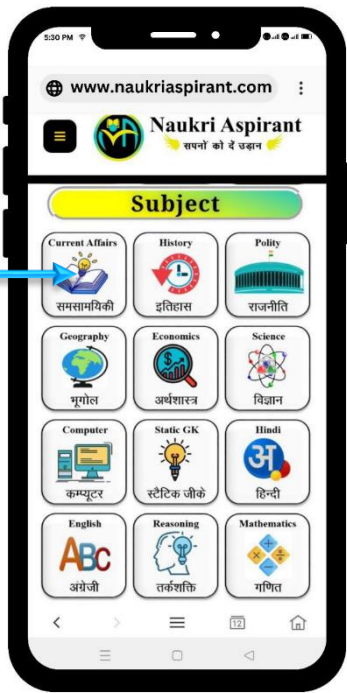 5:30 PM
www.naukriaspirant.com
Naukri Aspirant
सपनों को दें उड़ान
Subject
Current Affairs
समसामयिकी
History
इतिहास
Polity
राजनीति
Geography
भूगोल
Economics
$
अर्थशास्त्र
Science
विज्ञान
Computer
कम्प्यूटर
Static GK
स्टैटिक जीके
Hindi
अ
हिन्दी
English
ABC
अंग्रेजी
Reasoning
तर्कशक्ति
Mathematics
गणित
12